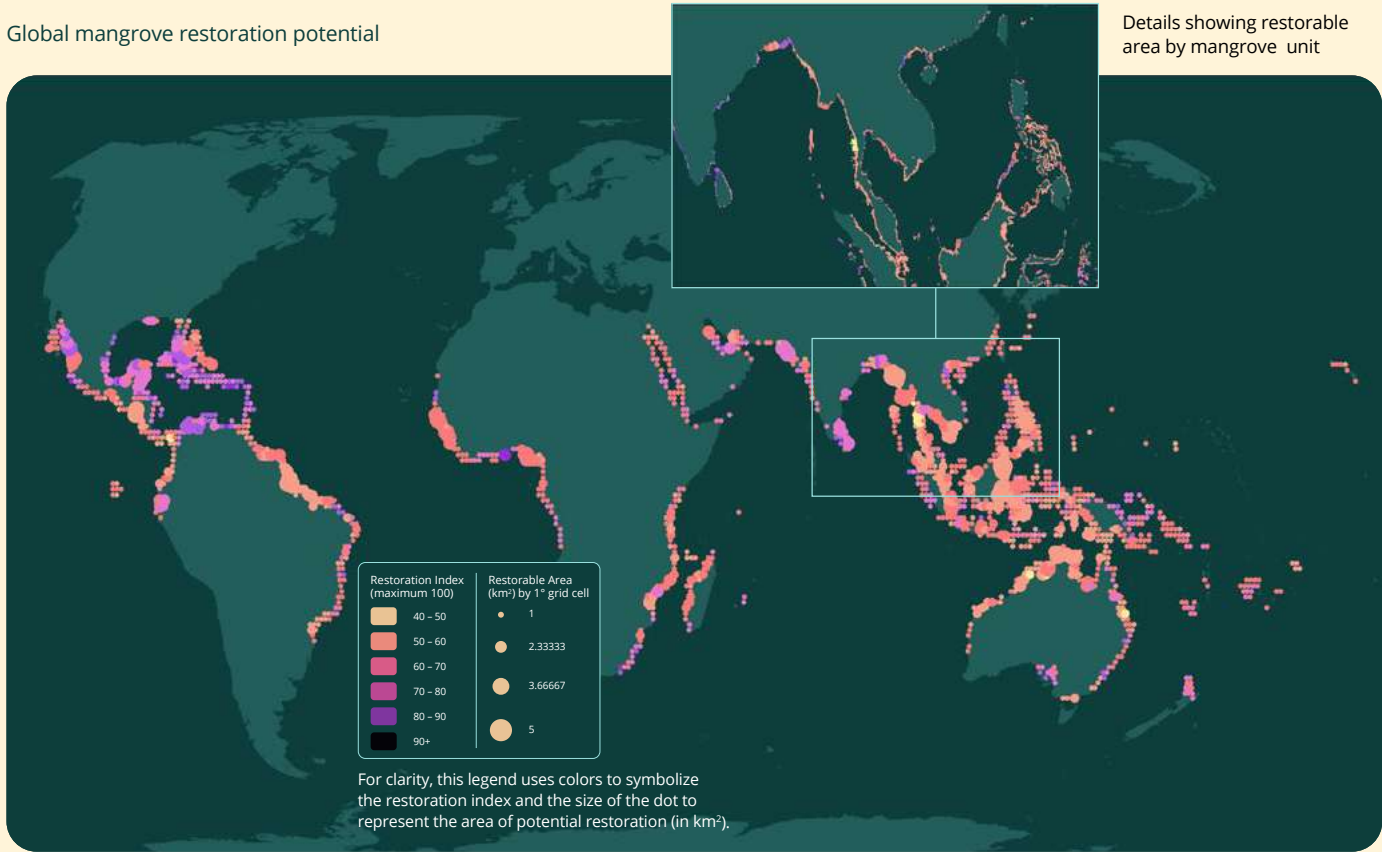 Global mangrove restoration potential
Details showing restorable
area by mangrove unit
Restoration Index
(maximum 100)
40 – 50
50 – 60
60 – 70
70 – 80
80 – 90
90+
Restorable Area
(km²) by 1° grid cell
1
2.33333
3.66667
5
For clarity, this legend uses colors to symbolize
the restoration index and the size of the dot to
represent the area of potential restoration (in km²).